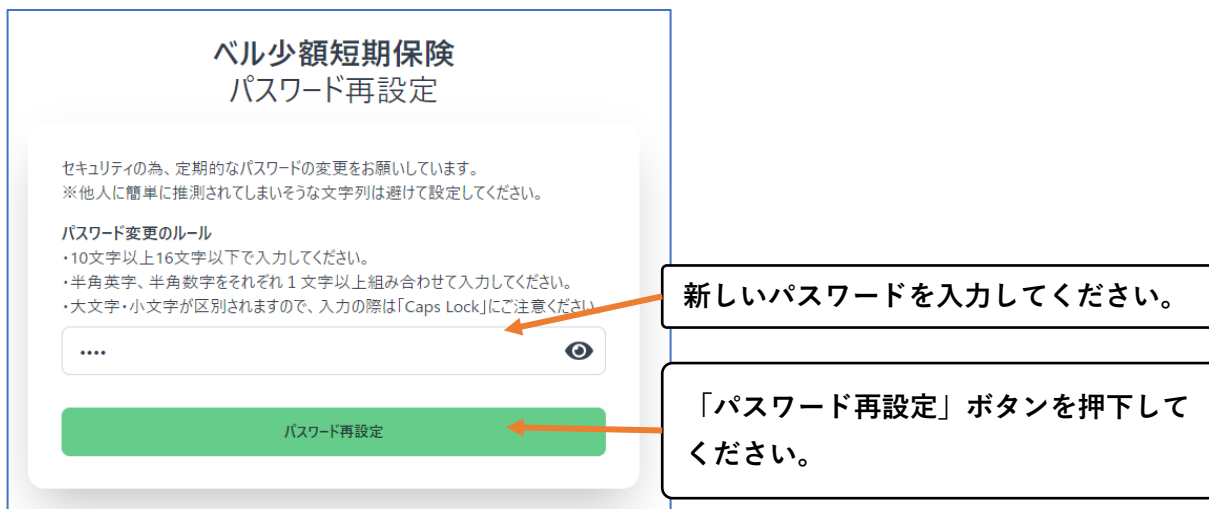 ベル少額短期保険
パスワード再設定
セキュリティの為、定期的なパスワードの変更をお願いしています。
※他人に簡単に推測されてしまいそうな文字列は避けて設定してください。
パスワード変更のルール
・10文字以上16文字以下で入力してください。
・半角英字、半角数字をそれぞれ１文字以上組み合わせて入力してください。
・大文字・小文字が区別されますので、入力の際は「Caps Lock」にご注意ください
新しいパスワードを入力してください。
••••
パスワード再設定
「パスワード再設定」ボタンを押下して
ください。